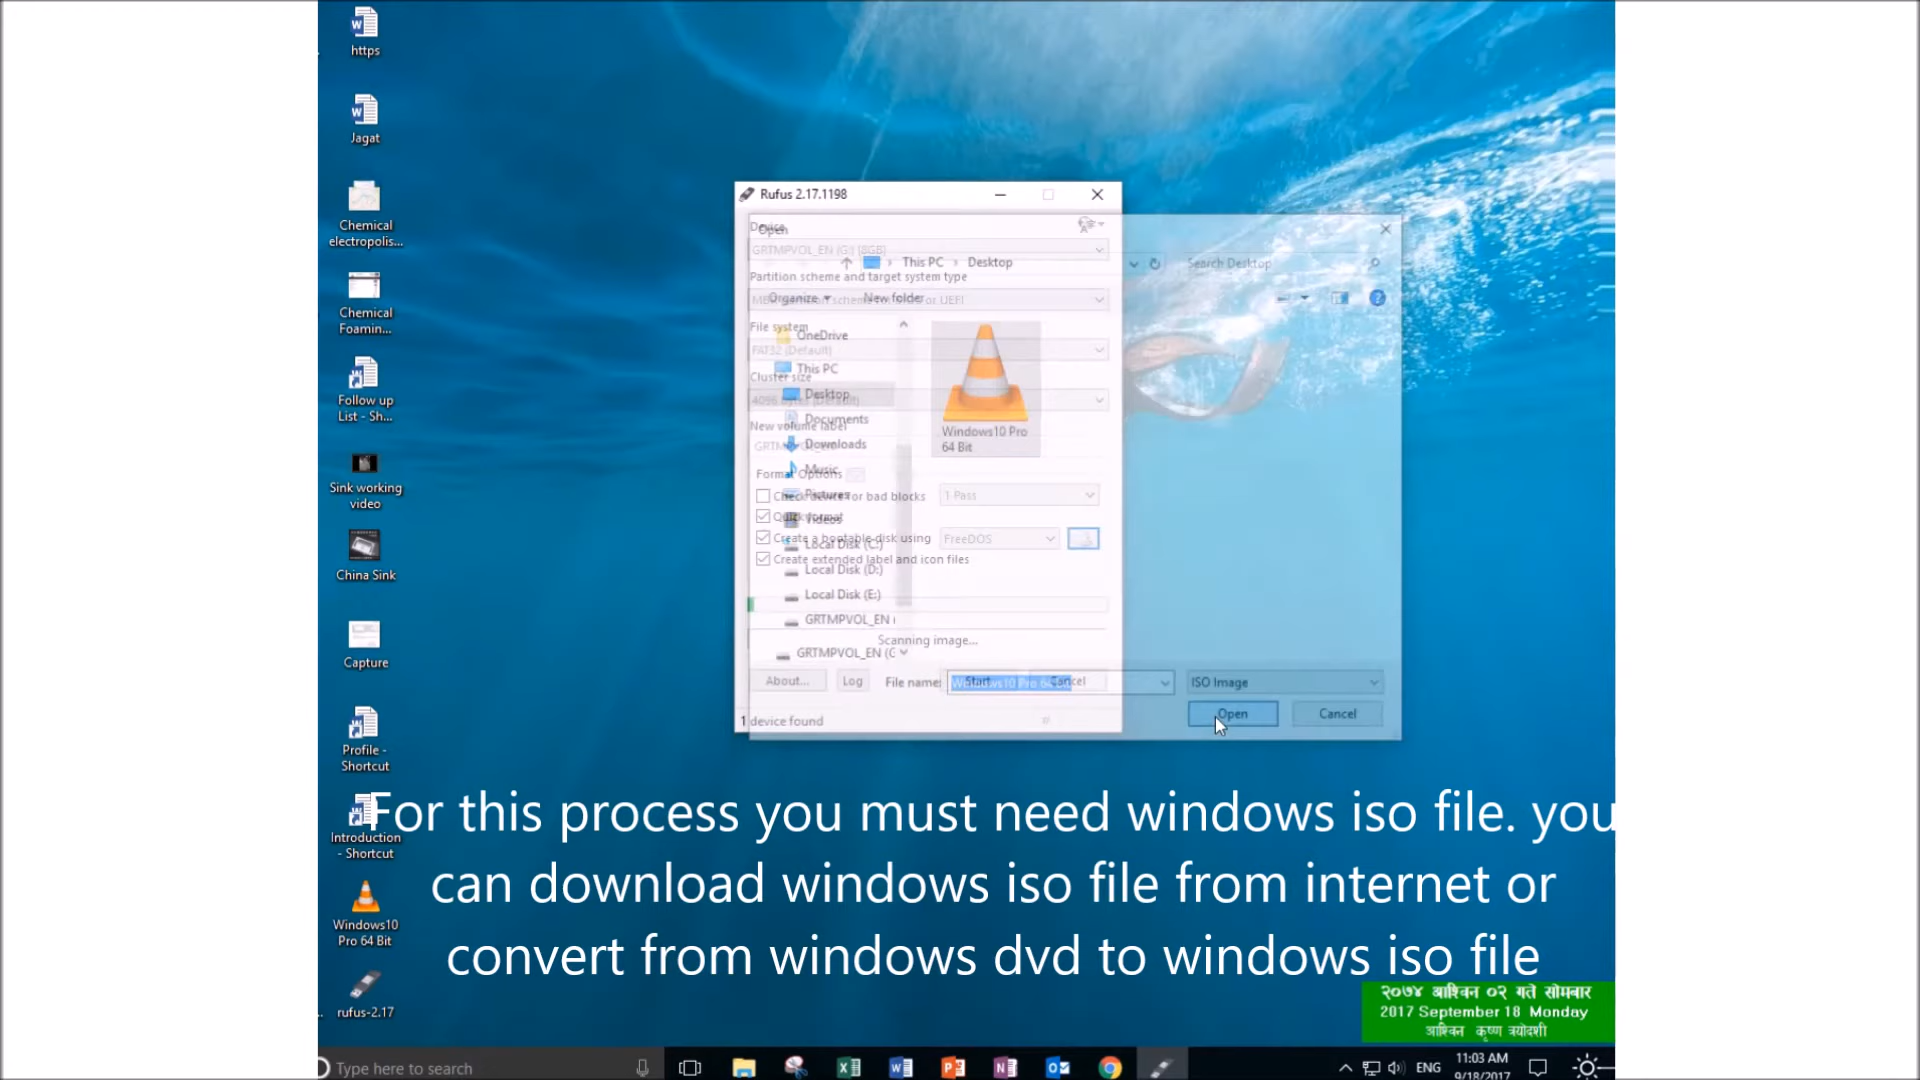 https
Jagat
Chemical
electropolis...
Chemical
Foamin...
Follow up
List - Sh...
Sink working
video
China Sink
Capture
Profile -
Shortcut
Introduction
- Shortcut
Windows10
Pro 64 Bit
rufus-2.17
Rufus 2.17.1198
Device
GRTMPVOL_EN (G:) [8GB]
Partition scheme and target system type
File system
FAT32 (Default)
Cluster size
4096 bytes (Default)
New volume label
Format Options
Check device for bad blocks
1 Pass
Quick format
Create a bootable disk using
FreeDOS
Create extended label and icon files
Scanning image...
About...
Log
Start
Cancel
1 device found
Open
This PC
Desktop
Search Desktop
Organize
New folder
OneDrive
This PC
Desktop
Documents
Downloads
Music
Pictures
Videos
Local Disk (C:)
Local Disk (D:)
Local Disk (E:)
GRTMPVOL_EN (
GRTMPVOL_EN (G
Windows10 Pro
64 Bit
File name:
Windows10 Pro 64 Bit
ISO Image
Open
Cancel
For this process you must need windows iso file. you
can download windows iso file from internet or
convert from windows dvd to windows iso file
२०७४ आश्विन ०२ गते सोमबार
2017 September 18 Monday
आश्विन कृष्ण त्रयोदशी
Type here to search
ENG
11:03 AM
9/18/2017